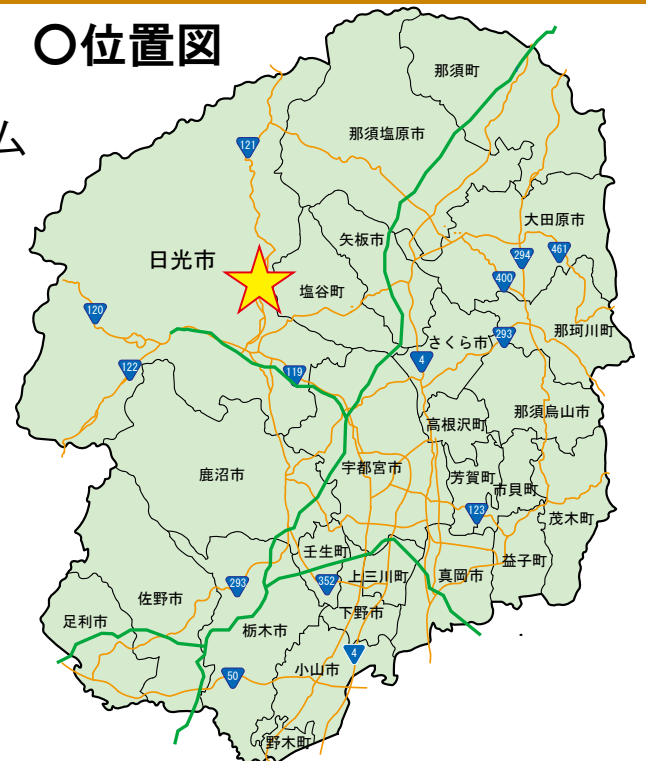 〇位置図
ム
那須町
那須塩原市
121
大田原市
矢板市
日光市
294
461
塩谷町
400
120
那珂川町
さくら市
293
122
119
4
那須烏山市
高根沢町
鹿沼市
宇都宮市
芳賀町
市貝町
123
茂木町
壬生町
益子町
293
352
上三川町
真岡市
佐野市
下野市
足利市
栃木市
4
小山市
50
野木町